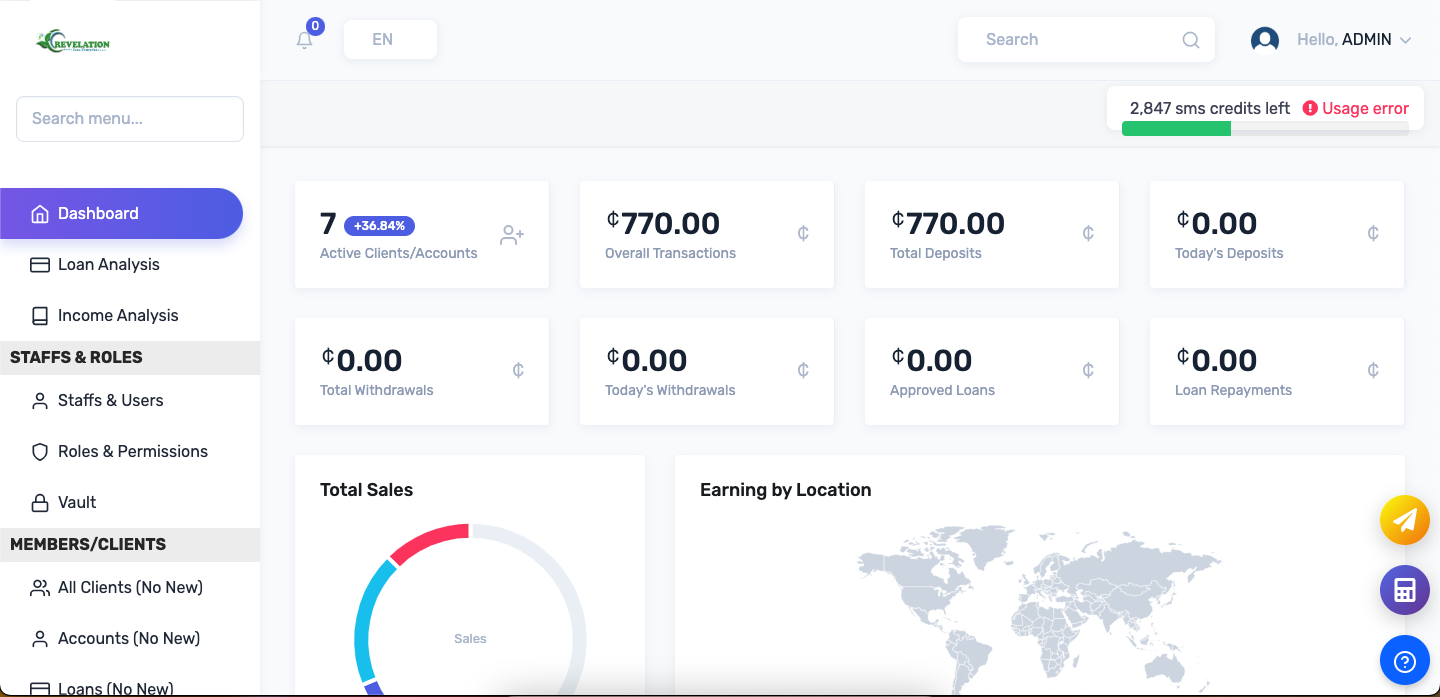 REVELATION
0
EN
Search
Hello, ADMIN
Search menu...
2,847 sms credits left Usage error
Dashboard
Loan Analysis
Income Analysis
STAFFS & ROLES
Staffs & Users
Roles & Permissions
Vault
MEMBERS/CLIENTS
All Clients (No New)
Accounts (No New)
Loans (No New)
7 +36.84%
Active Clients/Accounts
₵770.00
Overall Transactions
₵
₵770.00
Total Deposits
₵
₵0.00
Today's Deposits
₵
₵0.00
Total Withdrawals
₵
₵0.00
Today's Withdrawals
₵
₵0.00
Approved Loans
₵
₵0.00
Loan Repayments
₵
Total Sales
Sales
Earning by Location